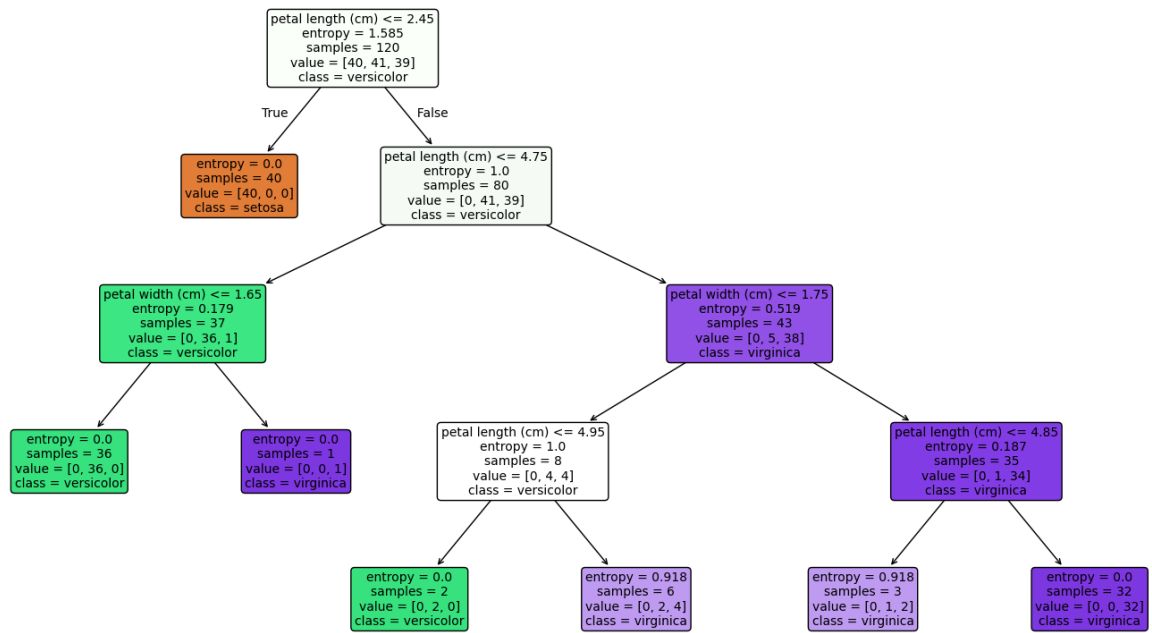 petal length (cm) <= 2.45
entropy = 1.585
samples = 120
value = [40, 41, 39]
class = versicolor
True
False
entropy = 0.0
samples = 40
value = [40, 0, 0]
class = setosa
petal length (cm) <= 4.75
entropy = 1.0
samples = 80
value = [0, 41, 39]
class = versicolor
petal width (cm) <= 1.65
entropy = 0.179
samples = 37
value = [0, 36, 1]
class = versicolor
petal width (cm) <= 1.75
entropy = 0.519
samples = 43
value = [0, 5, 38]
class = virginica
entropy = 0.0
samples = 36
value = [0, 36, 0]
class = versicolor
entropy = 0.0
samples = 1
value = [0, 0, 1]
class = virginica
petal length (cm) <= 4.95
entropy = 1.0
samples = 8
value = [0, 4, 4]
class = versicolor
petal length (cm) <= 4.85
entropy = 0.187
samples = 35
value = [0, 1, 34]
class = virginica
entropy = 0.0
samples = 2
value = [0, 2, 0]
class = versicolor
entropy = 0.918
samples = 6
value = [0, 2, 4]
class = virginica
entropy = 0.918
samples = 3
value = [0, 1, 2]
class = virginica
entropy = 0.0
samples = 32
value = [0, 0, 32]
class = virginica